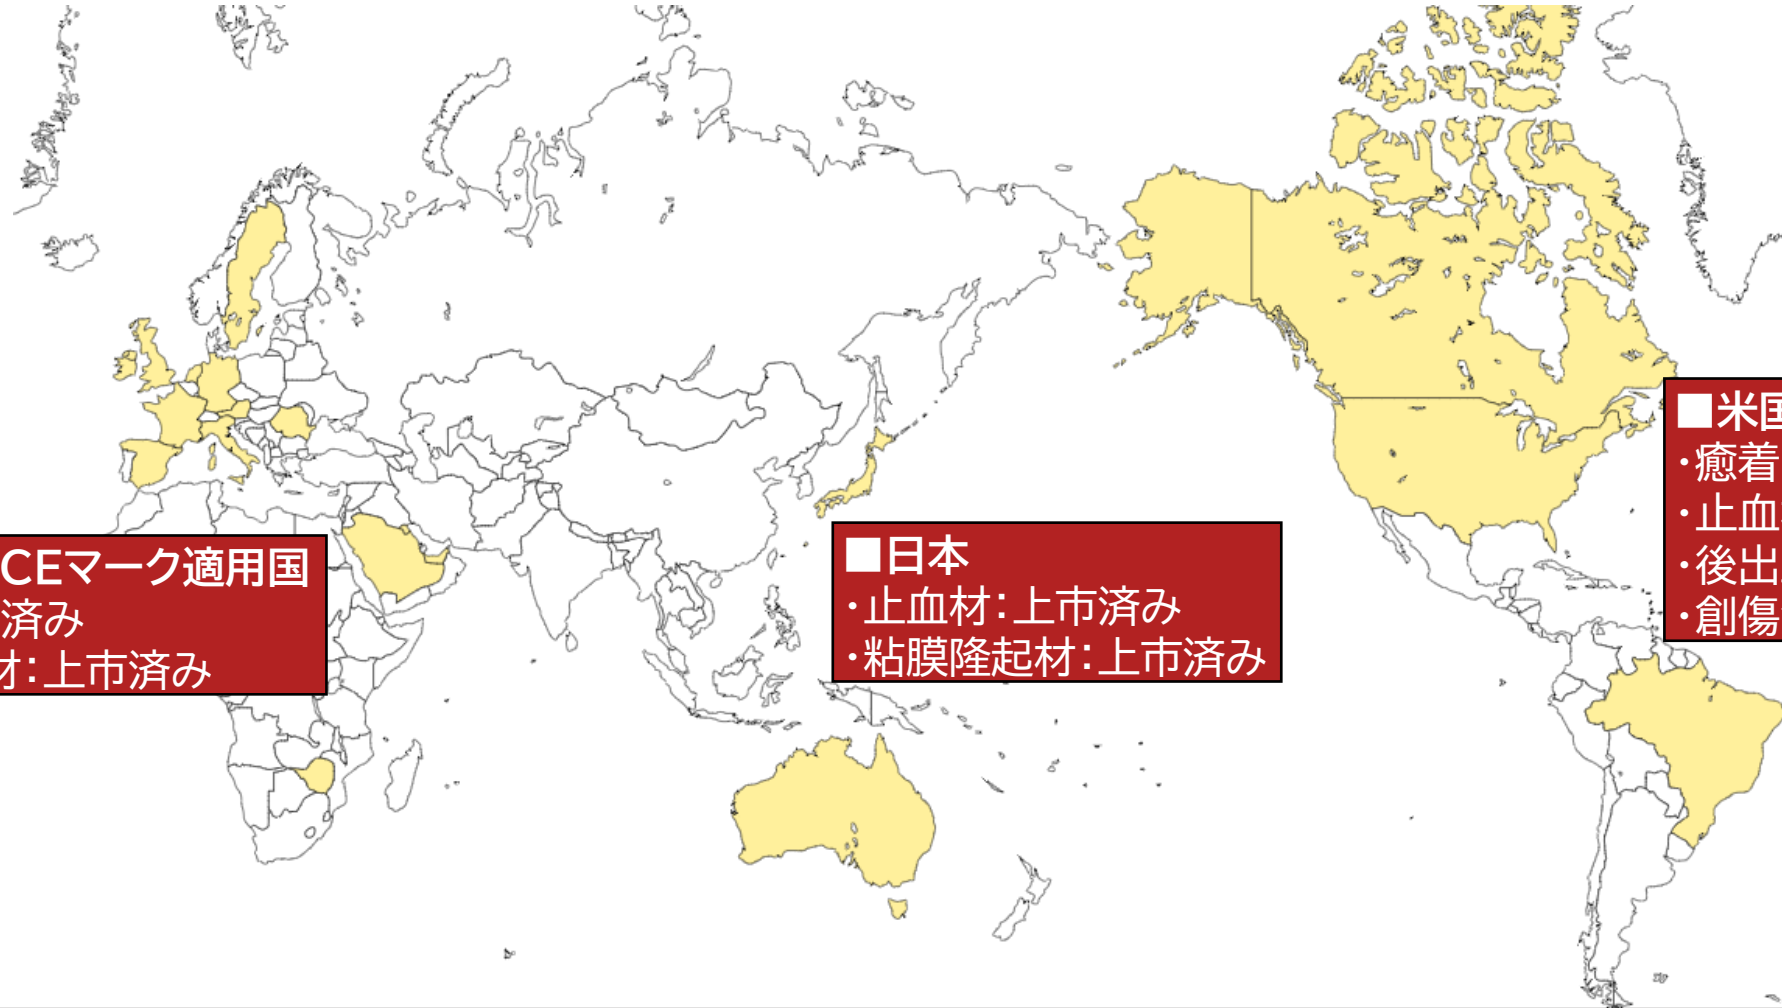 CEマーク適用国
済み
材：上市済み
■日本
・止血材：上市済み
・粘膜隆起材：上市済み
■米国
・癒着
・止血
・後出
・創傷